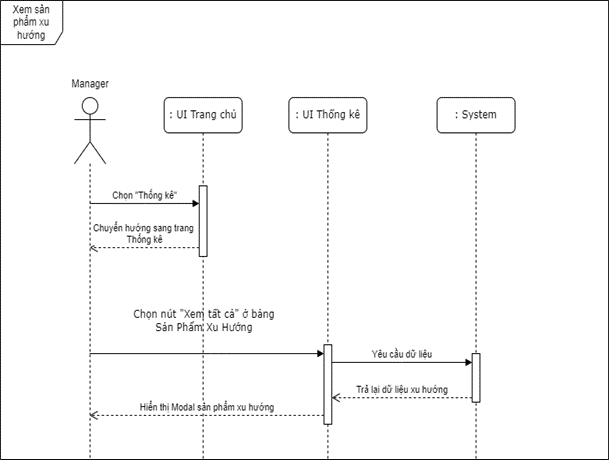 Xem sản
phẩm xu
hướng
Manager
: UI Trang chủ
: UI Thống kê
: System
Chọn "Thống kê"
Chuyển hướng sang trang
Thống kê
Chọn nút "Xem tất cả" ở bảng
Sản Phẩm Xu Hướng
Yêu cầu dữ liệu
Trả lại dữ liệu xu hướng
Hiển thị Modal sản phẩm xu hướng